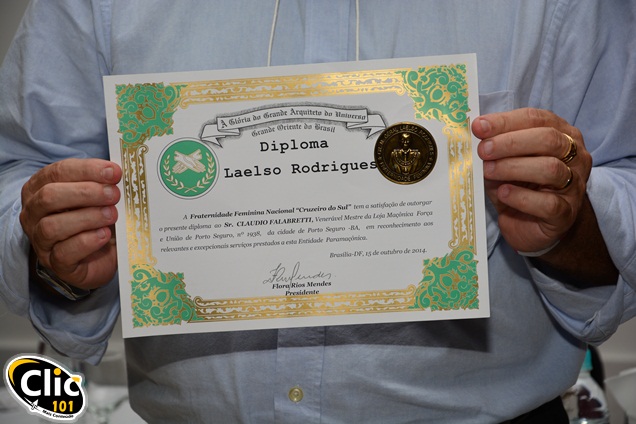 À Glória do Grande Arquiteto do Universo
Grande Oriente do Brasil
Diploma
Laelso Rodrigues
A Fraternidade Feminina Nacional "Cruzeiro do Sul" tem a satisfação de outorgar
o presente diploma ao Sr. CLAUDIO FALABRETTI, Venerável Mestre da Loja Maçônica Força
e União de Porto Seguro, nº 1938, da cidade de Porto Seguro -BA, em reconhecimento aos
relevantes e excepcionais serviços prestados a esta Entidade Paramaçônica.
Brasília-DF, 15 de outubro de 2014.
Flora Rios Mendes
Presidente
Clic
101
Mais Conteúdo